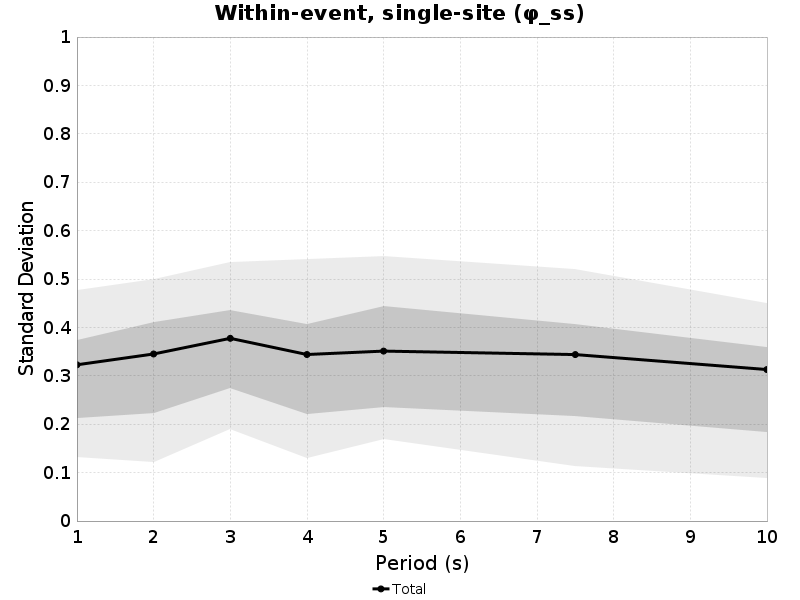 Within-event, single-site (φ_ss)
1
0.9
0.8
0.7
0.6
0.5
0.4
0.3
0.2
0.1
0
Standard Deviation
1 2 3 4 5 6 7 8 9 10
Period (s)
Total